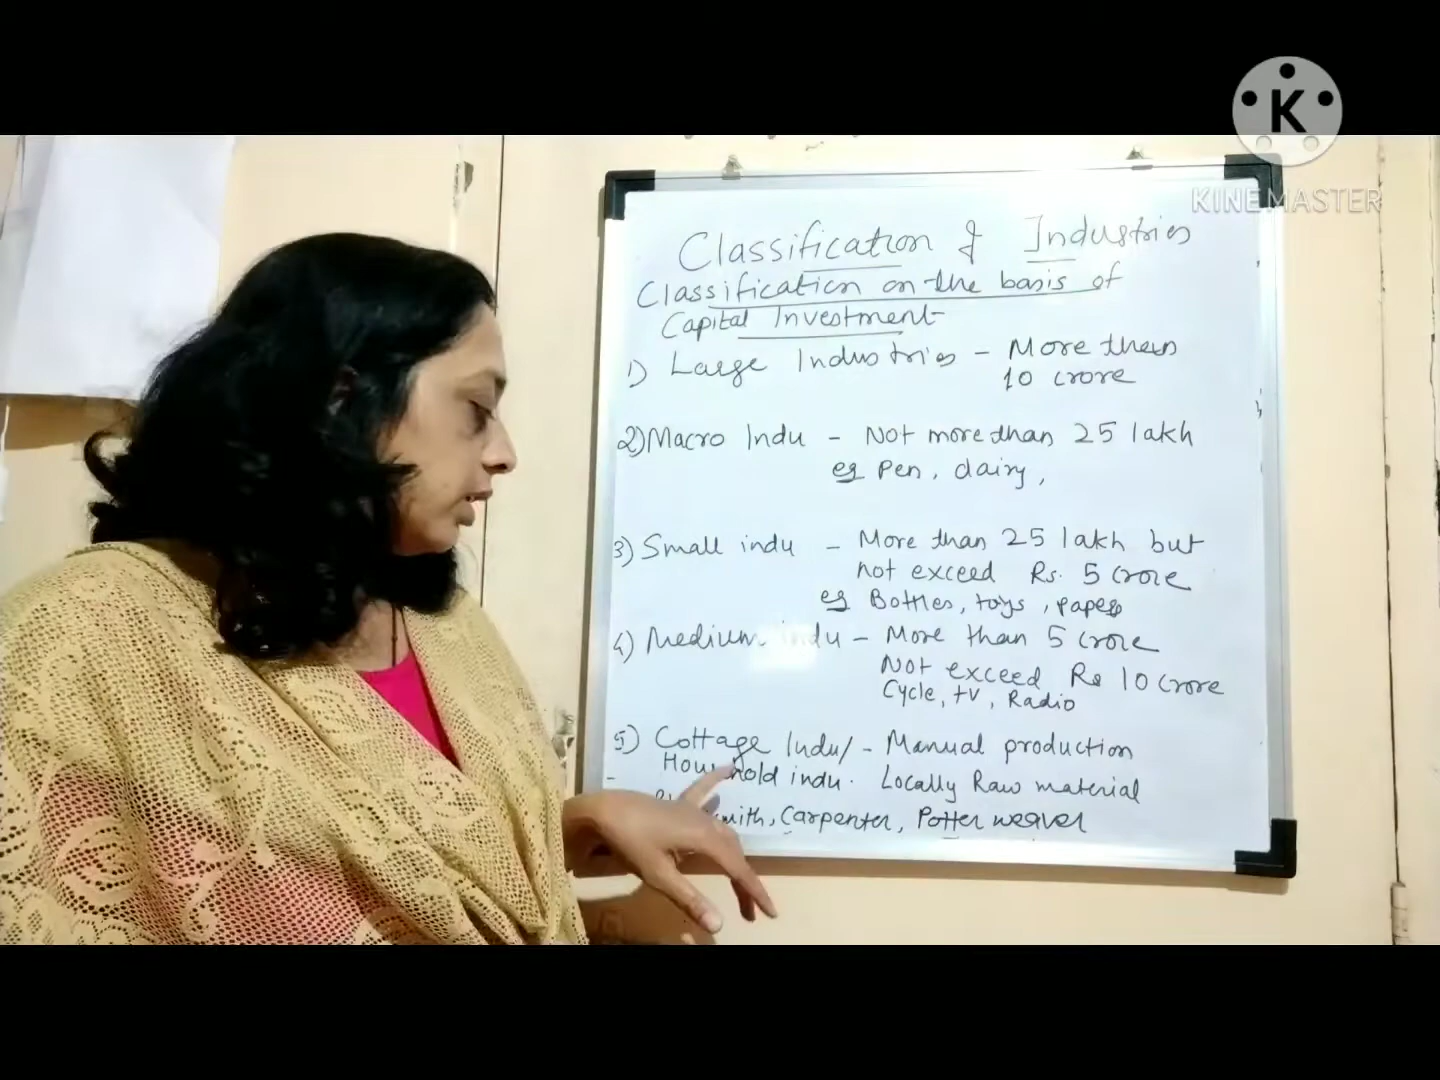 K
KINEMASTER
Classification of Industries
Classification on the basis of
Capital Investment
1) Large Industries - More than
10 crore
2) Macro Indu - Not more than 25 lakh
eg Pen, dairy,
3) Small indu - More than 25 lakh but
not exceed Rs. 5 crore
eg Bottles, toys, paper
4) Medium indu - More than 5 crore
Not exceed Rs 10 crore
Cycle, tv, Radio
5) Cottage Indu/ - Manual production
Household indu. Locally Raw material
Carpenter, Potter weaver